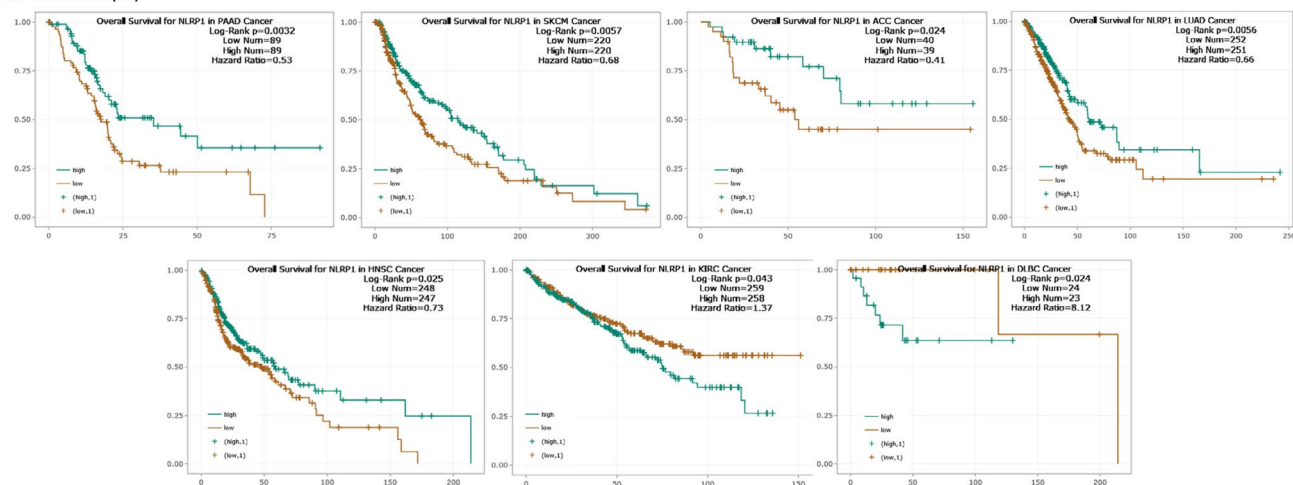 Overall Survival for NLRP1 in PAAD Cancer
Log-Rank p=0.0032
Low Num=89
High Num=89
Hazard Ratio=0.53
1.00
0.75
0.50
0.25
0.00
high
low
(high,1)
(low,1)
0
25
50
75
Overall Survival for NLRP1 in SKCM Cancer
Log-Rank p=0.0057
Low Num=220
High Num=220
Hazard Ratio=0.68
1.00
0.75
0.50
0.25
0.00
high
low
(high,1)
(low,1)
0
100
200
300
Overall Survival for NLRP1 in ACC Cancer
Log-Rank p=0.024
Low Num=40
High Num=39
Hazard Ratio=0.41
1.00
0.75
0.50
0.25
0.00
high
low
(high,1)
(low,1)
0
50
100
150
Overall Survival for NLRP1 in LUAD Cancer
Log-Rank p=0.0056
Low Num=252
High Num=251
Hazard Ratio=0.66
1.00
0.75
0.50
0.25
0.00
high
low
(high,1)
(low,1)
0
50
100
150
200
250
Overall Survival for NLRP1 in HNSC Cancer
Log-Rank p=0.025
Low Num=248
High Num=247
Hazard Ratio=0.73
1.00
0.75
0.50
0.25
0.00
high
low
(high,1)
(low,1)
0
50
100
150
200
Overall Survival for NLRP1 in KIRC Cancer
Log-Rank p=0.043
Low Num=259
High Num=258
Hazard Ratio=1.37
1.00
0.75
0.50
0.25
0.00
high
low
(high,1)
(low,1)
0
50
100
150
Overall Survival for NLRP1 in DLBC Cancer
Log-Rank p=0.024
Low Num=24
High Num=23
Hazard Ratio=8.12
1.00
0.75
0.50
0.25
0.00
high
low
(high,1)
(low,1)
0
50
100
150
200